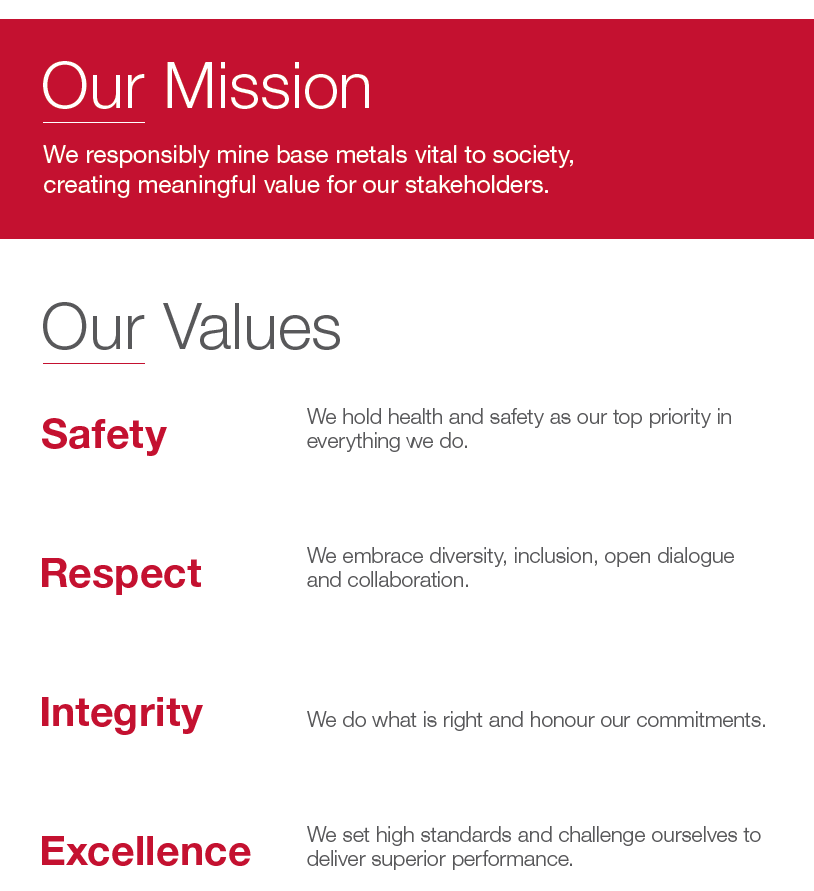 Our Mission
We responsibly mine base metals vital to society,
creating meaningful value for our stakeholders.
Our Values
Safety
We hold health and safety as our top priority in
everything we do.
Respect
We embrace diversity, inclusion, open dialogue
and collaboration.
Integrity
We do what is right and honour our commitments.
Excellence
We set high standards and challenge ourselves to
deliver superior performance.